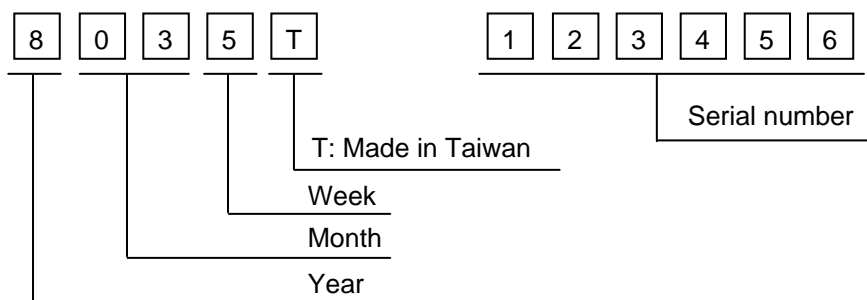 8 0 3 5 T 1 2 3 4 5 6
Serial number
T: Made in Taiwan
Week
Month
Year